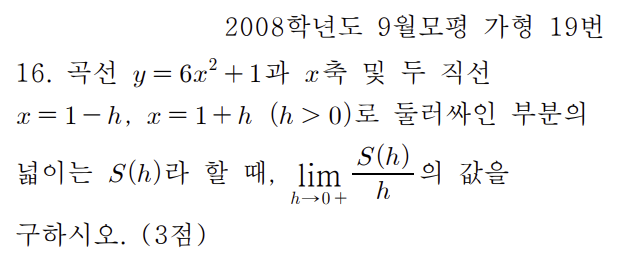 2008학년도 9월모평 가형 19번
16. 곡선 y=6x²+1과 x축 및 두 직선
x=1-h, x=1+h (h>0)로 둘러싸인 부분의
넓이는 S(h)라 할 때, lim_{h→0+} S(h)/h 의 값을
구하시오. (3점)